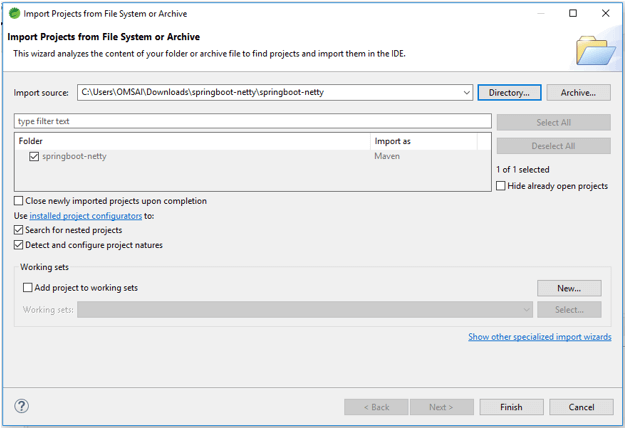 Import Projects from File System or Archive
Import Projects from File System or Archive
This wizard analyzes the content of your folder or archive file to find projects and import them in the IDE.
Import source: C:\Users\OMSAI\Downloads\springboot-netty\springboot-netty Directory... Archive...
type filter text Select All
Folder Import as Deselect All
springboot-netty Maven
1 of 1 selected
Hide already open projects
Close newly imported projects upon completion
Use installed project configurators to:
Search for nested projects
Detect and configure project natures
Working sets
Add project to working sets New...
Working sets: Select...
Show other specialized import wizards
? < Back Next > Finish Cancel